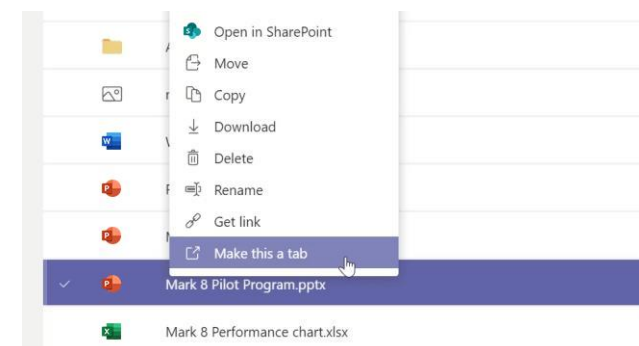 Open in SharePoint
Move
Copy
Download
Delete
Rename
Get link
Make this a tab
Mark 8 Pilot Program.pptx
Mark 8 Performance chart.xlsx